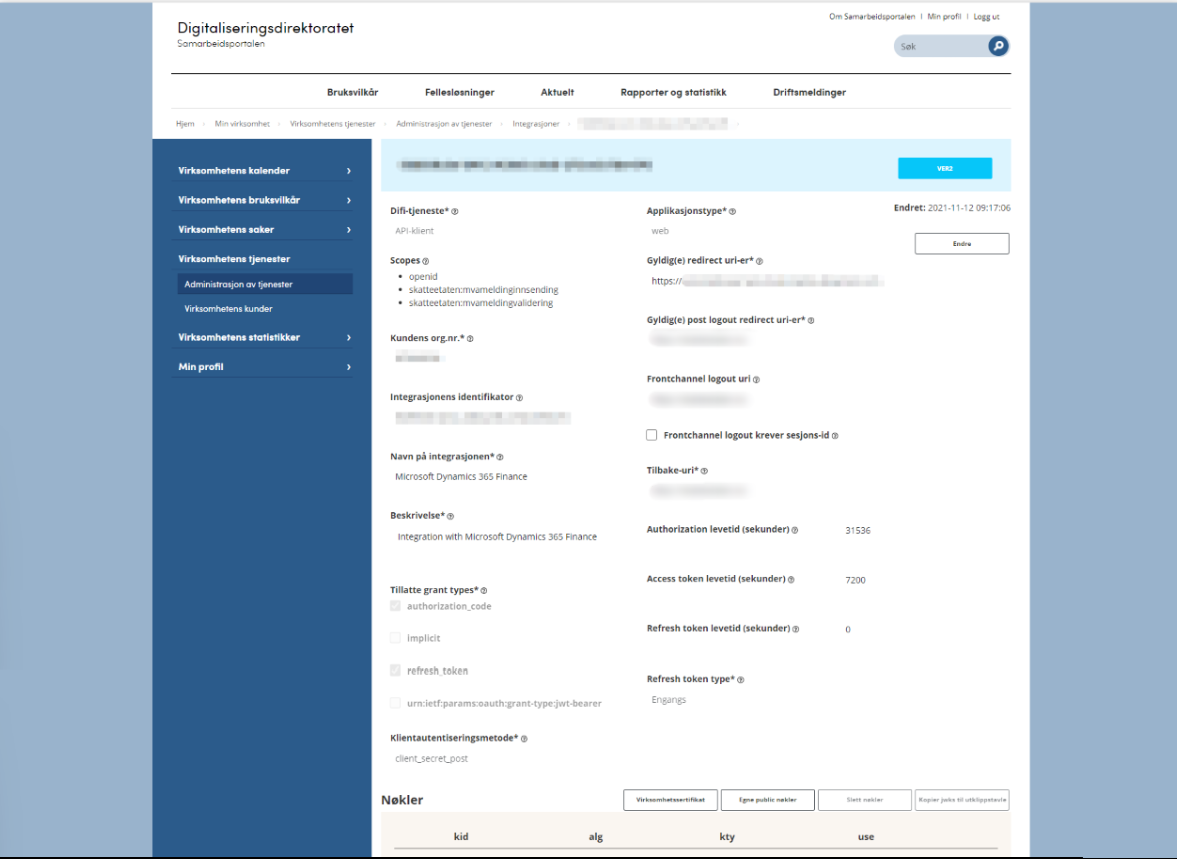 Om Samarbeidsportalen | Min profil | Logg ut
Digitaliseringsdirektoratet
Samarbeidsportalen
Søk
Bruksvilkår Fellesløsninger Aktuelt Rapporter og statistikk Driftsmeldinger
Hjem › Min virksomhet › Virksomhetens tjenester › Administrasjon av tjenester › Integrasjoner ›
Virksomhetens kalender
Virksomhetens bruksvilkår
Virksomhetens saker
Virksomhetens tjenester
Administrasjon av tjenester
Virksomhetens kunder
Virksomhetens statistikker
Min profil
VER2
Endret: 2021-11-12 09:17:06
Endre
Difi-tjeneste*
API-klient
Scopes
• openid
• skatteetaten:mvameldinginnsending
• skatteetaten:mvameldingvalidering
Kundens org.nr.*
Integrasjonens identifikator
Navn på integrasjonen*
Microsoft Dynamics 365 Finance
Beskrivelse*
Integration with Microsoft Dynamics 365 Finance
Tillatte grant types*
authorization_code
implicit
refresh_token
urn:ietf:params:oauth:grant-type:jwt-bearer
Klientautentiseringsmetode*
client_secret_post
Applikasjonstype*
web
Gyldig(e) redirect uri-er*
https://
Gyldig(e) post logout redirect uri-er*
Frontchannel logout uri
Frontchannel logout krever sesjons-id
Tilbake-uri*
Authorization levetid (sekunder) 31536
Access token levetid (sekunder) 7200
Refresh token levetid (sekunder) 0
Refresh token type*
Engangs
Nøkler
Virksomhetssertifikat Egne public nøkler Slett nøkler Kopier jwks til utklippstavle
kid alg kty use